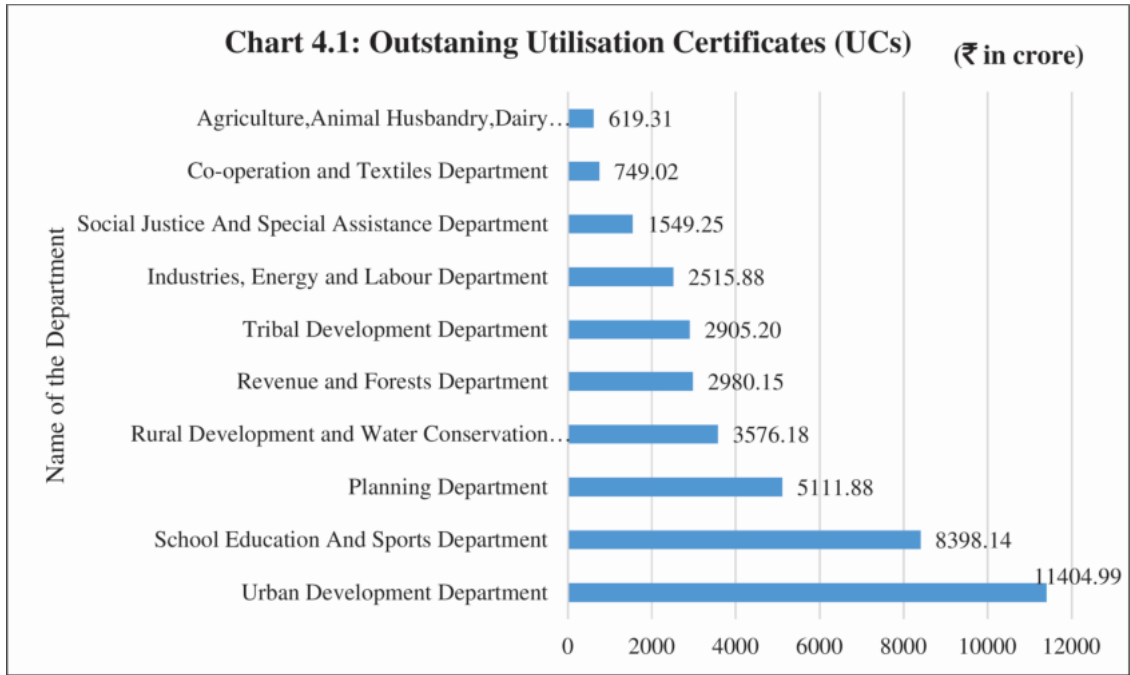 Chart 4.1: Outstaning Utilisation Certificates (UCs)
(₹ in crore)
Name of the Department
Agriculture,Animal Husbandry,Dairy… 619.31
Co-operation and Textiles Department 749.02
Social Justice And Special Assistance Department 1549.25
Industries, Energy and Labour Department 2515.88
Tribal Development Department 2905.20
Revenue and Forests Department 2980.15
Rural Development and Water Conservation… 3576.18
Planning Department 5111.88
School Education And Sports Department 8398.14
Urban Development Department 11404.99
0 2000 4000 6000 8000 10000 12000